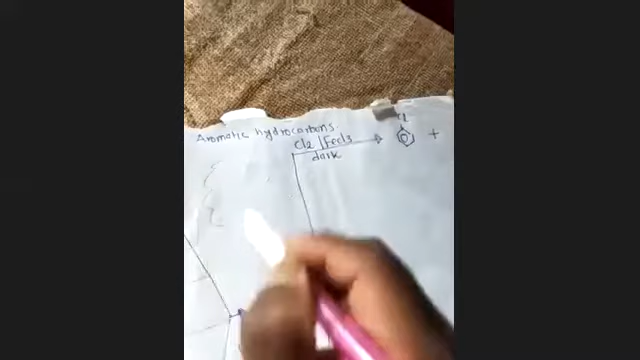 Aromatic hydrocarbons.
Cl
Cl2 / FeCl3 +
dark